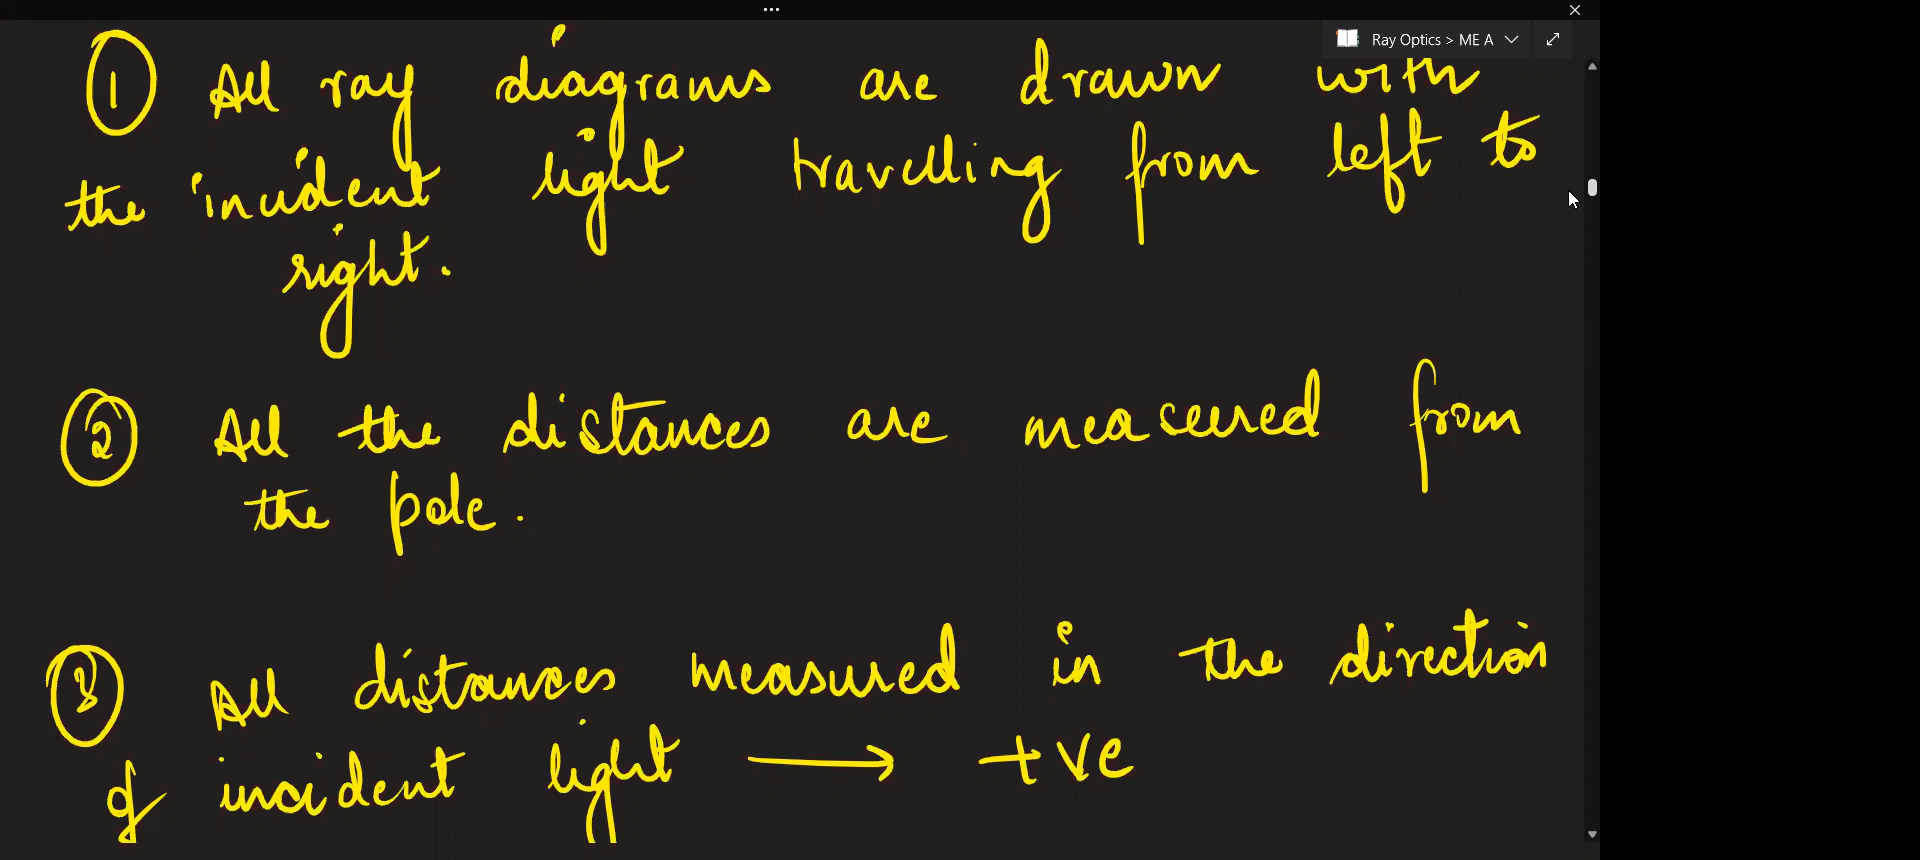 ...
Ray Optics > ME A
① All ray diagrams are drawn with
the incident light travelling from left to
right.
② All the distances are measured from
the pole.
③ All distances measured in the direction
of incident light → +ve